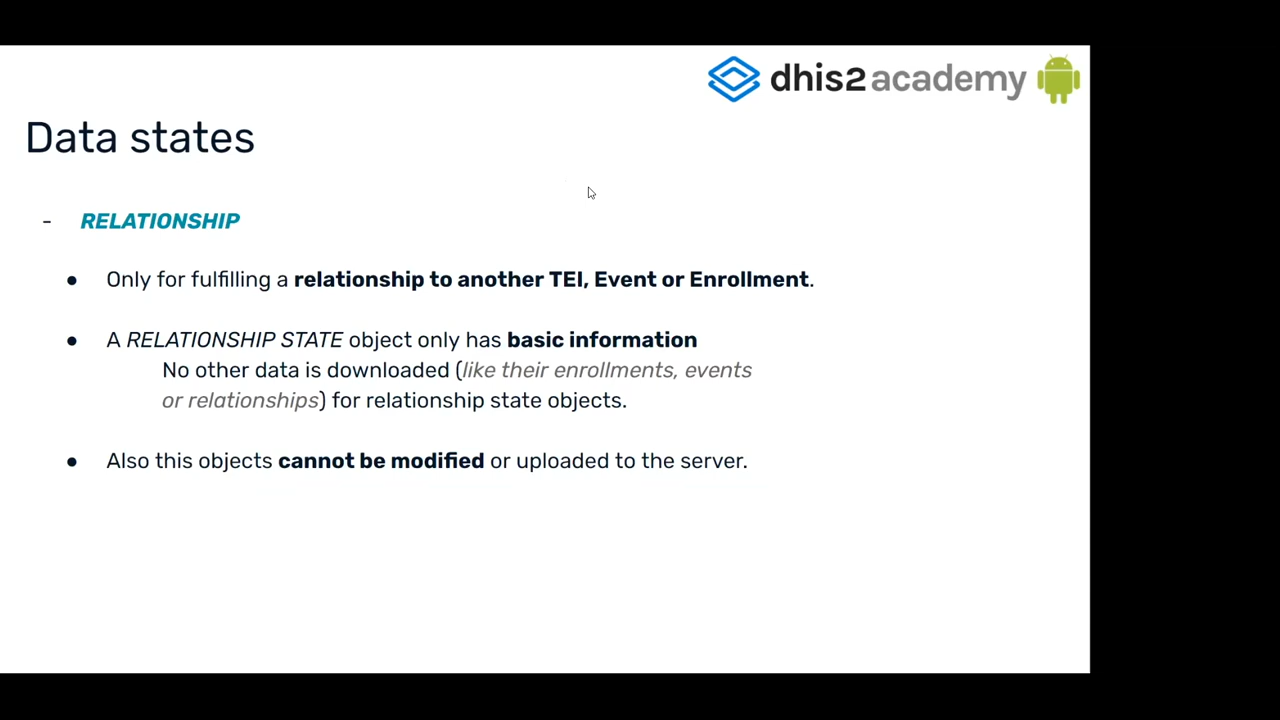 dhis2 academy
Data states
- RELATIONSHIP
● Only for fulfilling a relationship to another TEI, Event or Enrollment.
● A RELATIONSHIP STATE object only has basic information
No other data is downloaded (like their enrollments, events
or relationships) for relationship state objects.
● Also this objects cannot be modified or uploaded to the server.